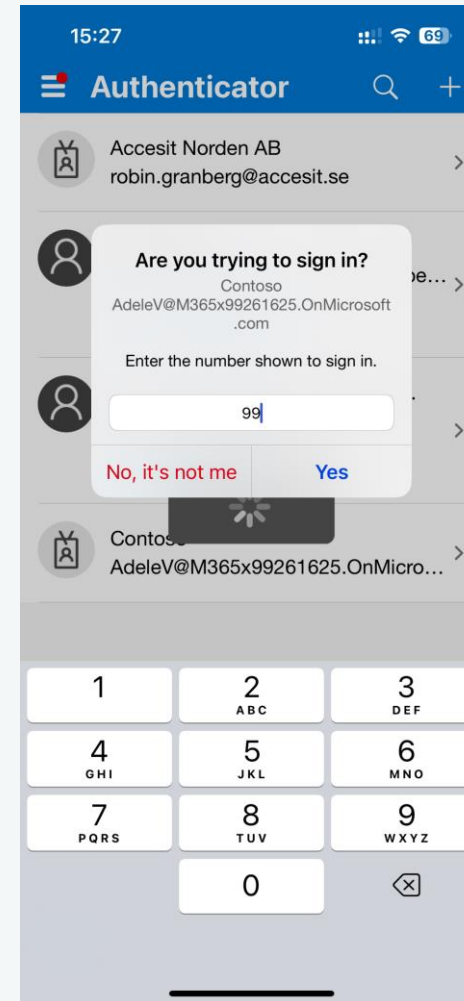 15:27
69
Authenticator
Accesit Norden AB
robin.granberg@accesit.se
Are you trying to sign in?
Contoso
AdeleV@M365x99261625.OnMicrosoft
.com
Enter the number shown to sign in.
99
No, it's not me
Yes
AdeleV@M365x99261625.OnMicro...
1
2
3
ABC
DEF
4
5
6
GHI
JKL
MNO
7
8
9
PQRS
TUV
WXYZ
0